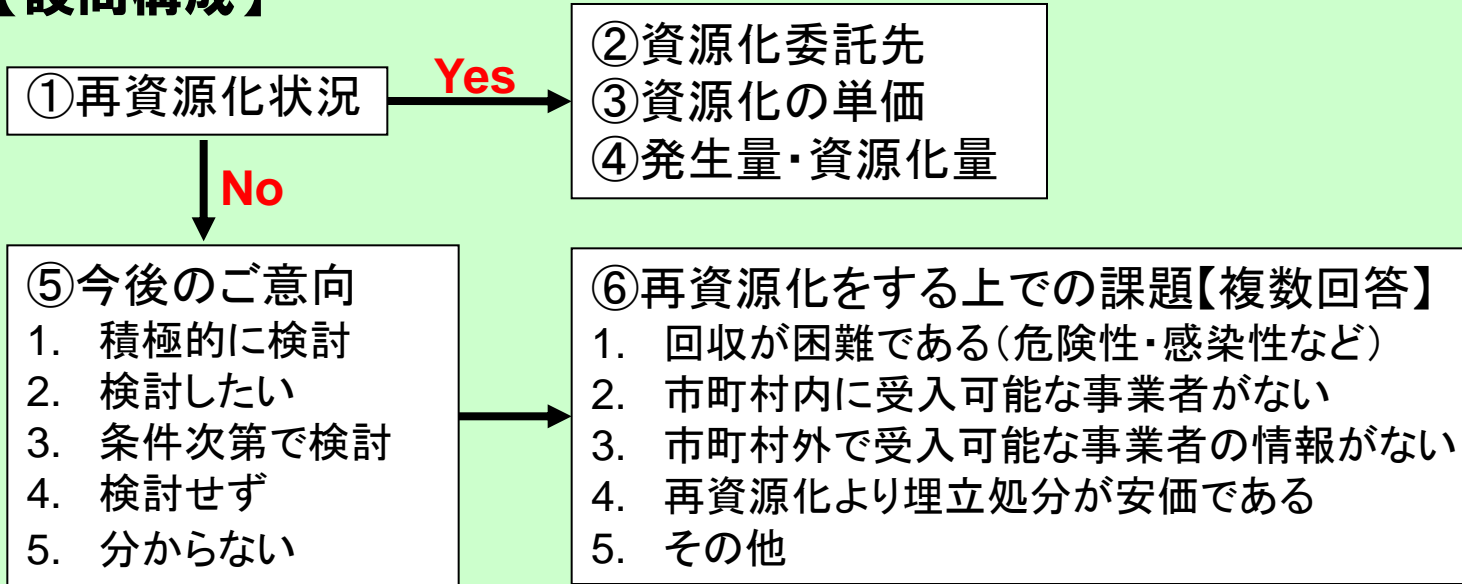 【設問構成】
①再資源化状況
Yes
②資源化委託先
③資源化の単価
④発生量・資源化量
No
⑤今後のご意向
1. 積極的に検討
2. 検討したい
3. 条件次第で検討
4. 検討せず
5. 分からない
⑥再資源化をする上での課題【複数回答】
1. 回収が困難である(危険性・感染性など)
2. 市町村内に受入可能な事業者がない
3. 市町村外で受入可能な事業者の情報がない
4. 再資源化より埋立処分が安価である
5. その他